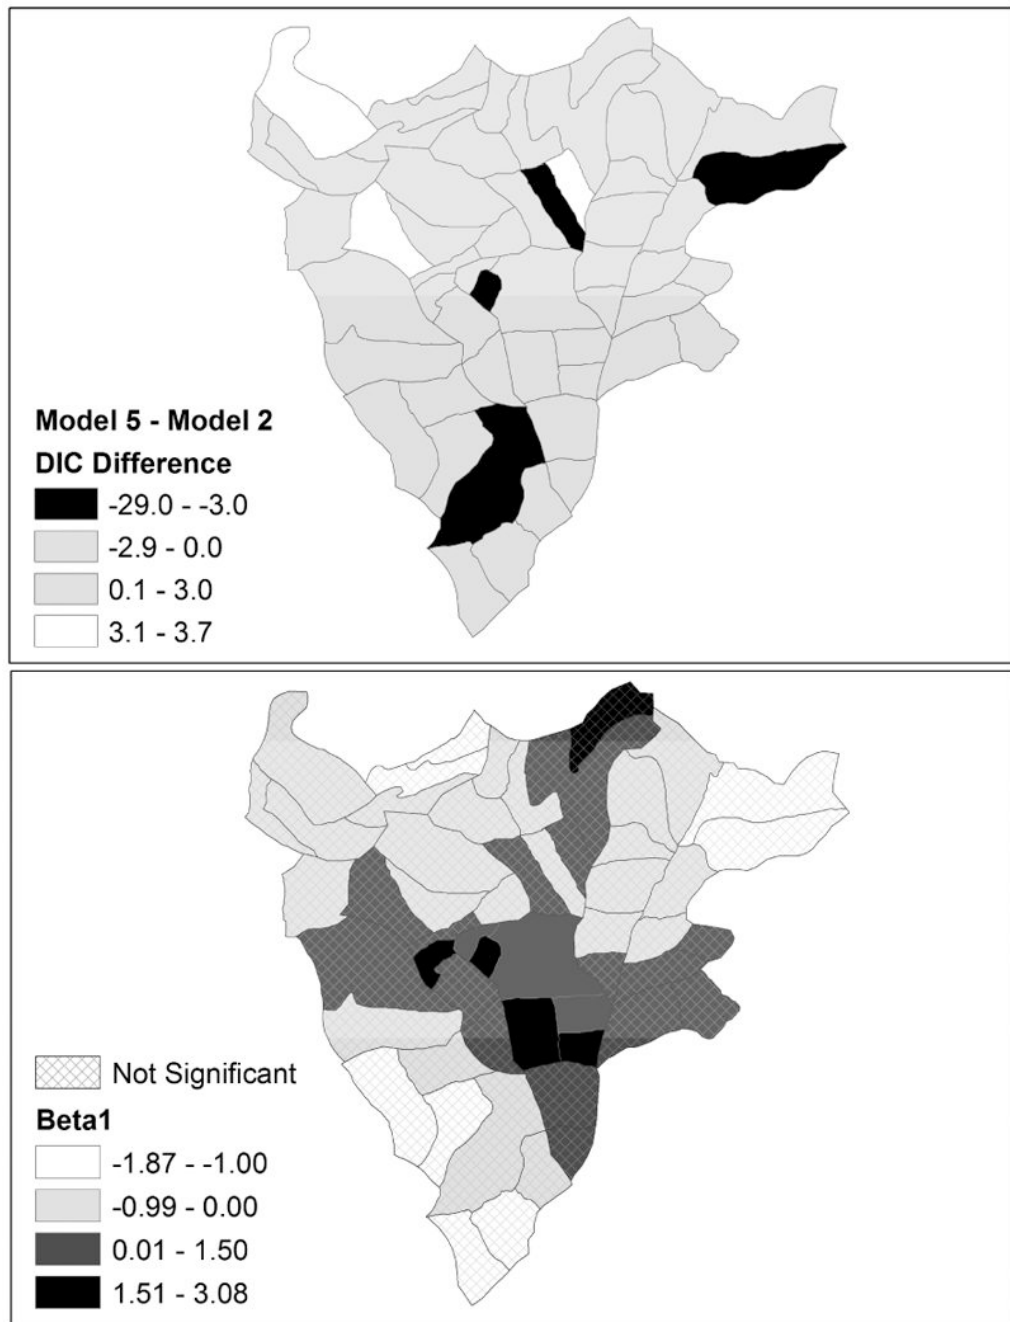 Model 5 - Model 2
DIC Difference
-29.0 - -3.0
-2.9 - 0.0
0.1 - 3.0
3.1 - 3.7
Not Significant
Beta1
-1.87 - -1.00
-0.99 - 0.00
0.01 - 1.50
1.51 - 3.08